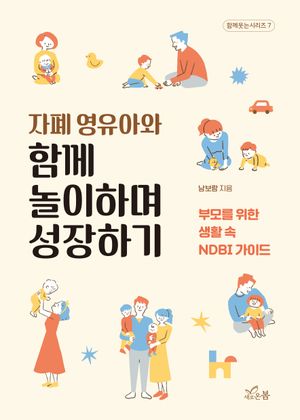 함께웃는시리즈 7
자폐 영유아와
함께
놀이하며
성장하기
남보람 지음
부모를 위한
생활 속
NDBI 가이드
새로온봄